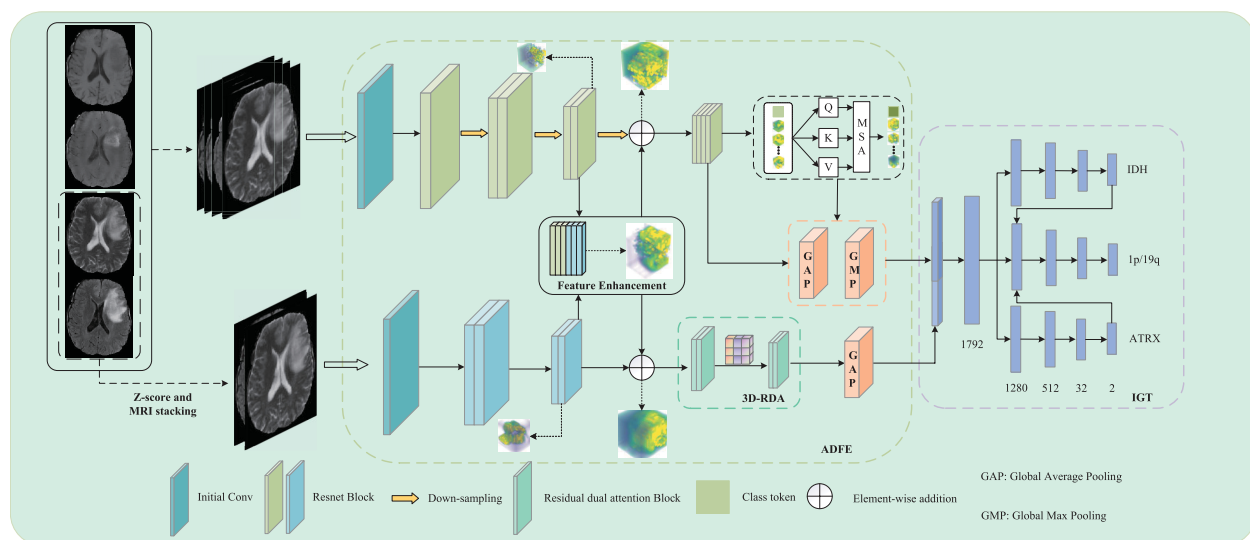 Z-score and
MRI stacking
Q
K
V
M
S
A
Feature Enhancement
G
A
P
G
M
P
3D-RDA
G
A
P
ADFE
1792
IDH
1p/19q
ATRX
1280
512
32
2
IGT
Initial Conv
Resnet Block
Down-sampling
Residual dual attention Block
Class token
Element-wise addition
GAP: Global Average Pooling
GMP: Global Max Pooling